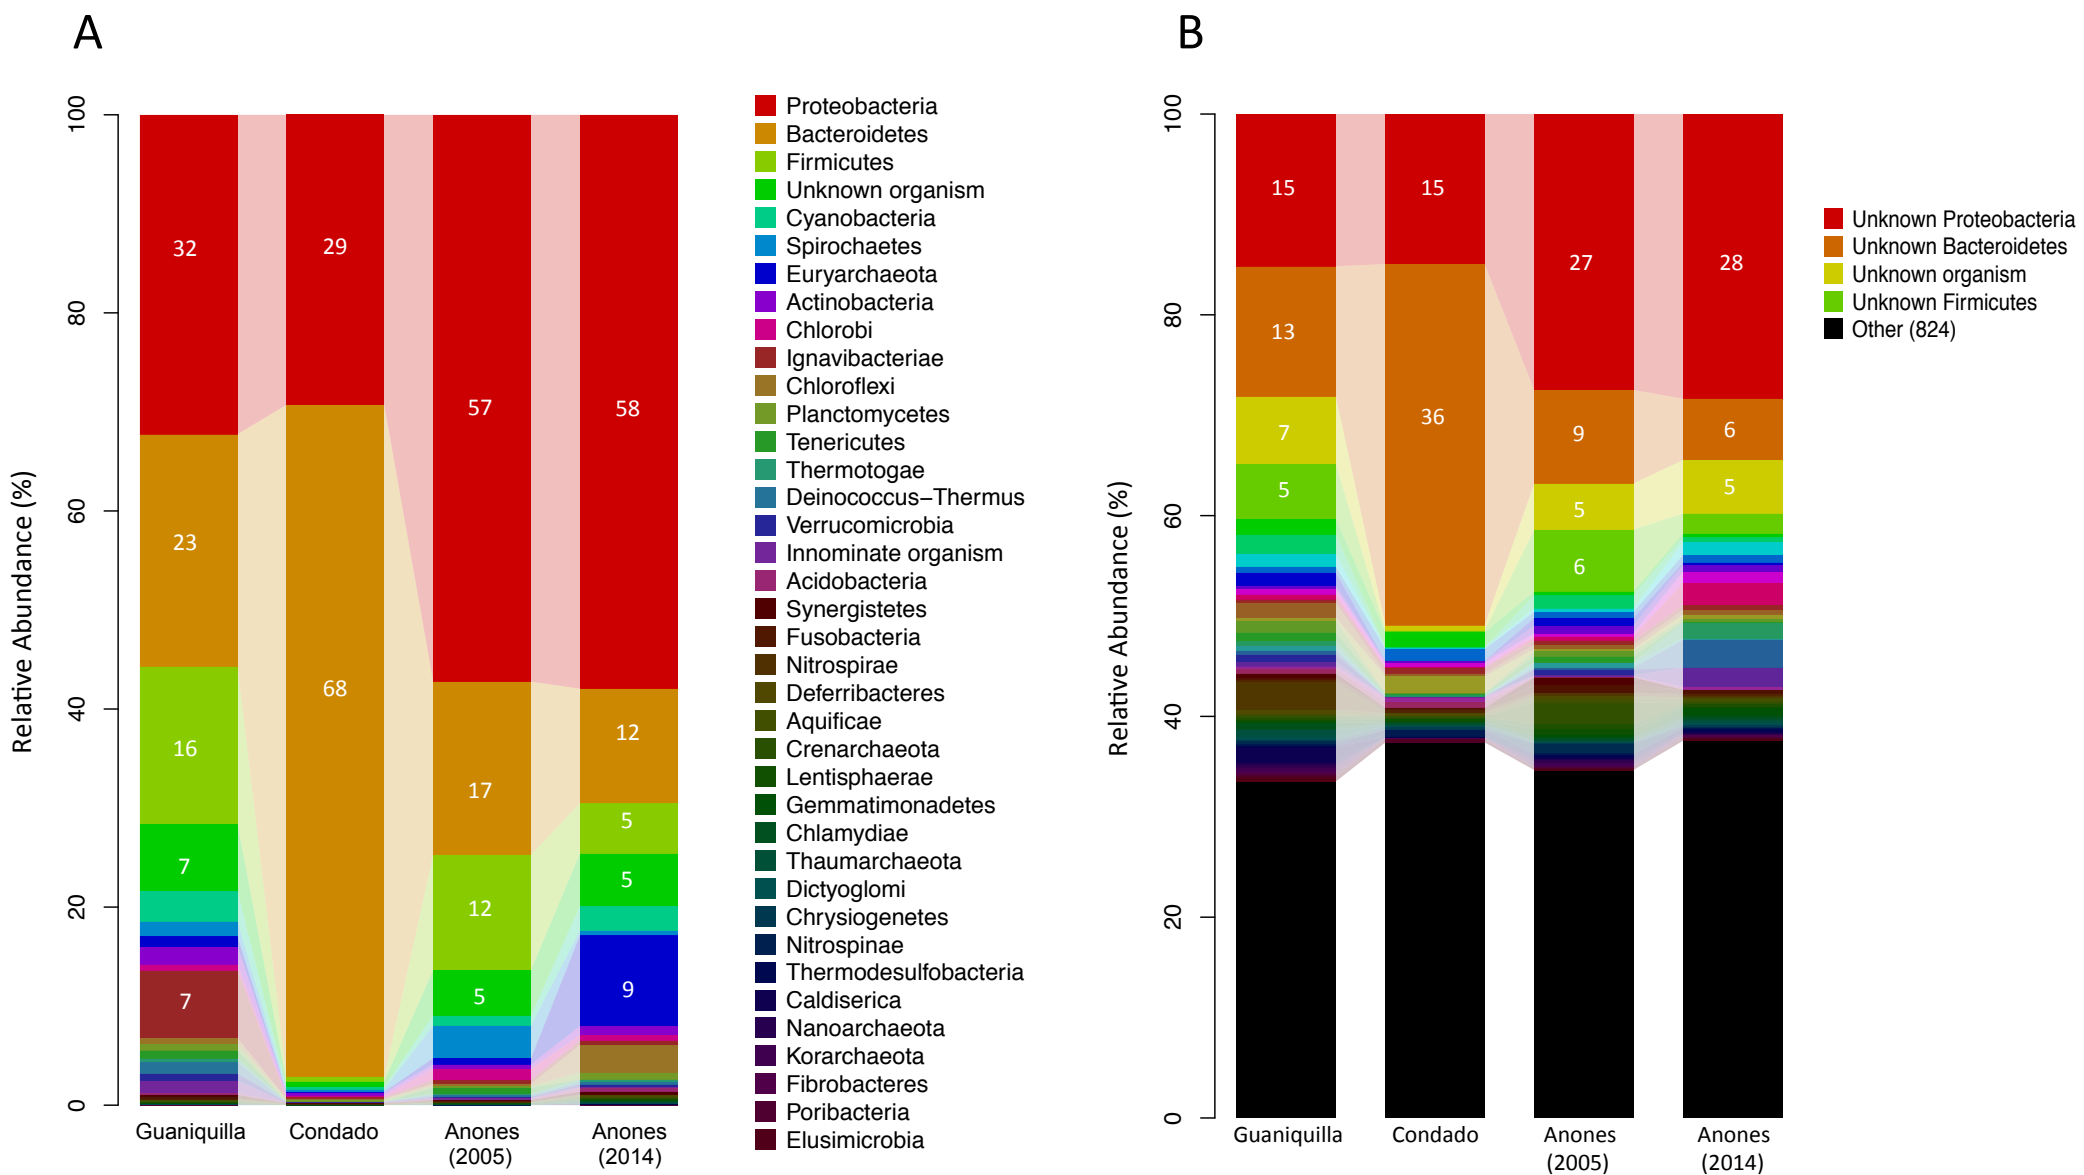 A
Relative Abundance (%)
100
80
60
40
20
0
32
23
16
7
7
29
68
57
17
12
5
58
12
5
5
9
Guaniquilla
Condado
Anones
(2005)
Anones
(2014)
Proteobacteria
Bacteroidetes
Firmicutes
Unknown organism
Cyanobacteria
Spirochaetes
Euryarchaeota
Actinobacteria
Chlorobi
Ignavibacteriae
Chloroflexi
Planctomycetes
Tenericutes
Thermotogae
Deinococcus−Thermus
Verrucomicrobia
Innominate organism
Acidobacteria
Synergistetes
Fusobacteria
Nitrospirae
Deferribacteres
Aquificae
Crenarchaeota
Lentisphaerae
Gemmatimonadetes
Chlamydiae
Thaumarchaeota
Dictyoglomi
Chrysiogenetes
Nitrospinae
Thermodesulfobacteria
Caldiserica
Nanoarchaeota
Korarchaeota
Fibrobacteres
Poribacteria
Elusimicrobia
B
Relative Abundance (%)
100
80
60
40
20
0
15
13
7
5
15
36
27
9
5
6
28
6
5
Guaniquilla
Condado
Anones
(2005)
Anones
(2014)
Unknown Proteobacteria
Unknown Bacteroidetes
Unknown organism
Unknown Firmicutes
Other (824)